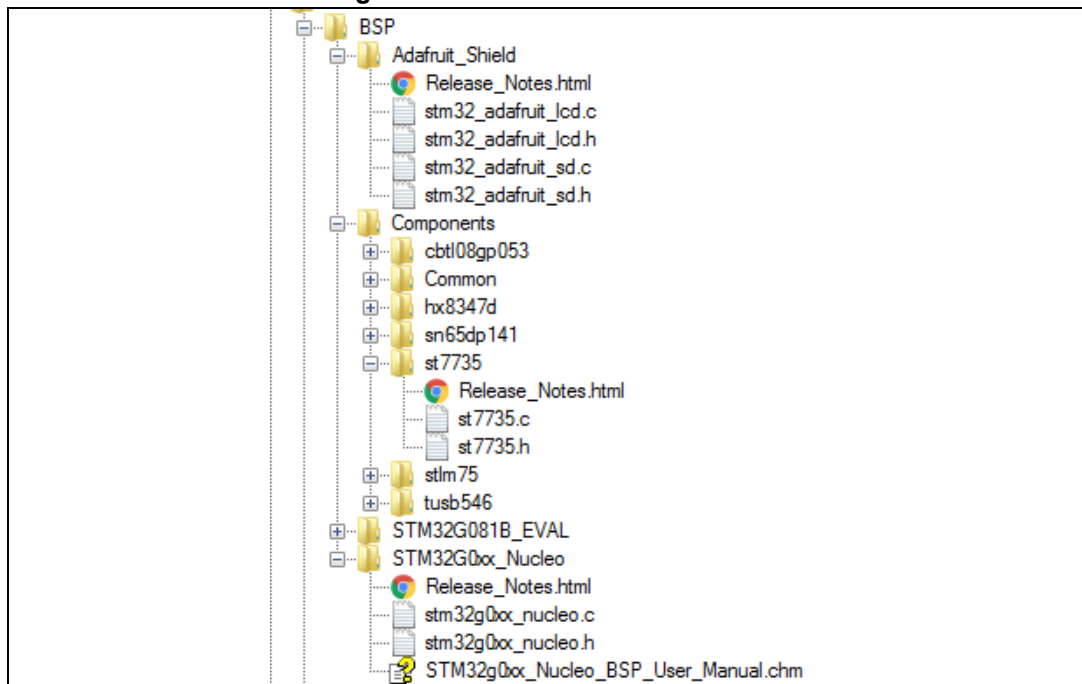 BSP
Adafruit_Shield
Release_Notes.html
stm32_adafruit_lcd.c
stm32_adafruit_lcd.h
stm32_adafruit_sd.c
stm32_adafruit_sd.h
Components
cbtl08gp053
Common
hx8347d
sn65dp141
st7735
Release_Notes.html
st7735.c
st7735.h
stlm75
tusb546
STM32G081B_EVAL
STM32G0xx_Nucleo
Release_Notes.html
stm32g0xx_nucleo.c
stm32g0xx_nucleo.h
STM32g0xx_Nucleo_BSP_User_Manual.chm